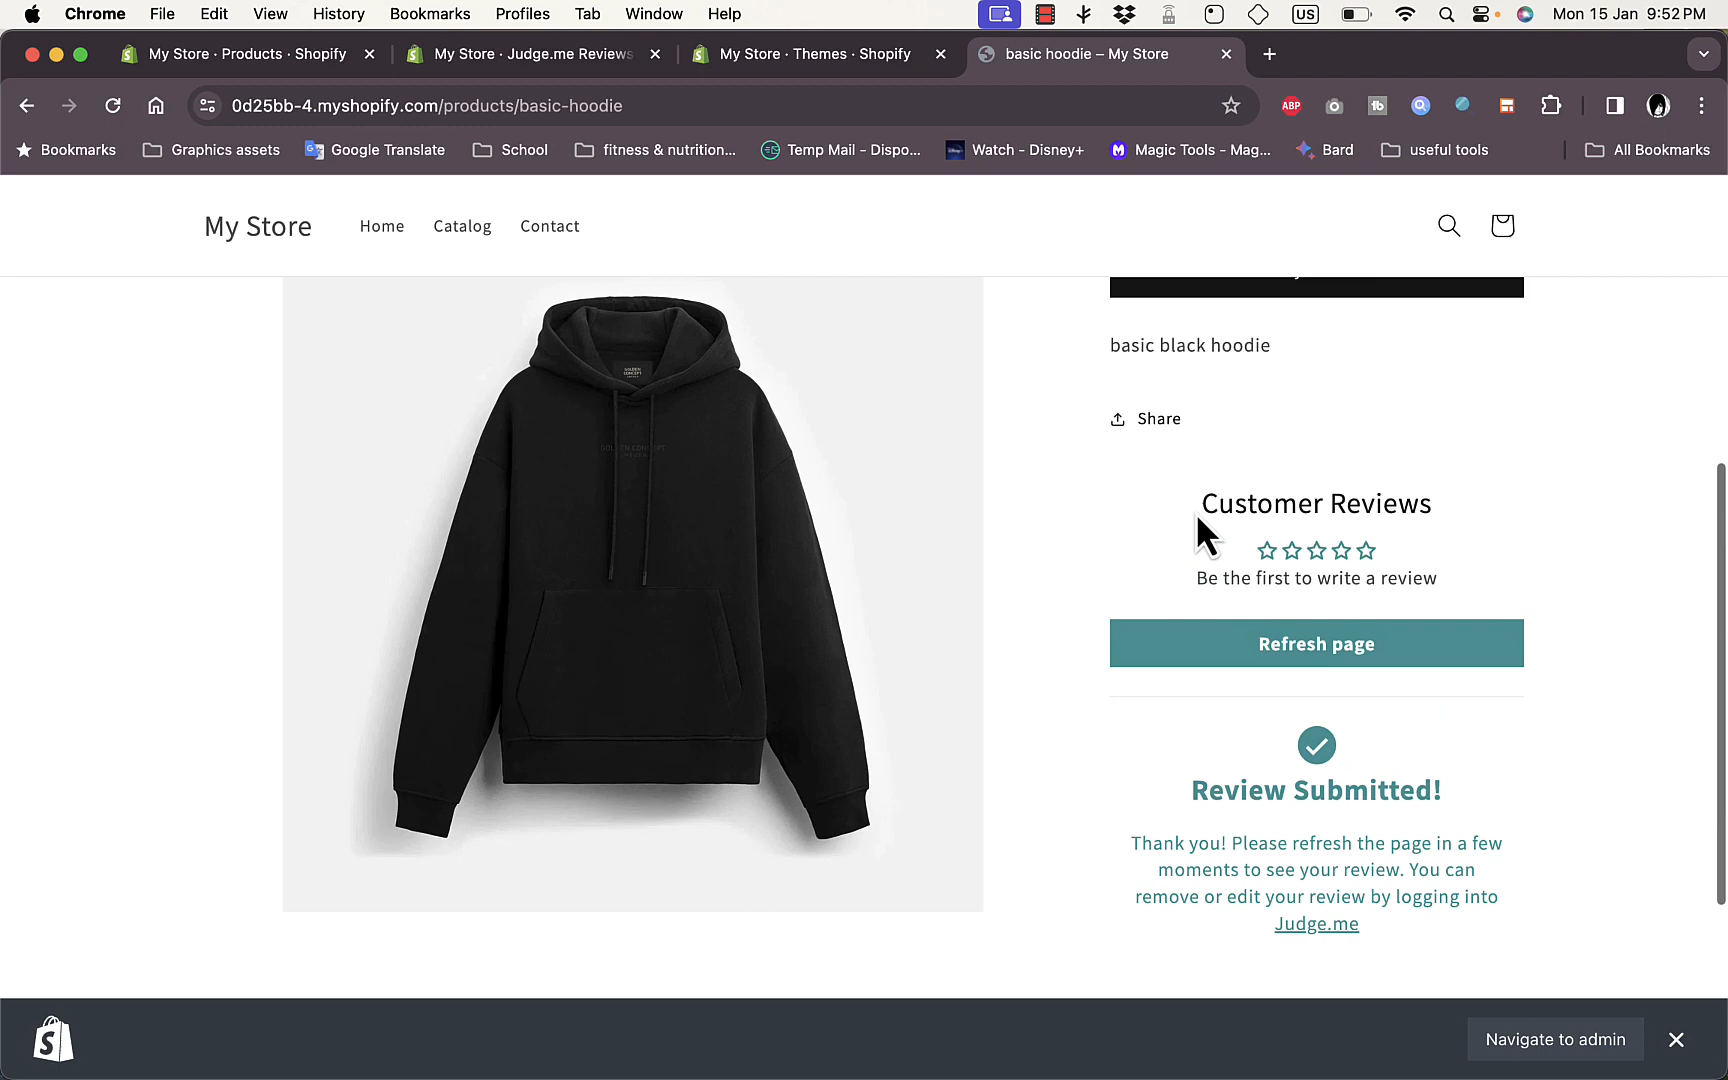 Chrome File Edit View History Bookmarks Profiles Tab Window Help US Mon 15 Jan 9:52 PM
My Store · Products · Shopify My Store · Judge.me Reviews My Store · Themes · Shopify basic hoodie – My Store
0d25bb-4.myshopify.com/products/basic-hoodie ABP tb
Bookmarks Graphics assets Google Translate School fitness & nutrition... Temp Mail - Dispo... Watch - Disney+ Magic Tools - Mag... Bard useful tools All Bookmarks
My Store Home Catalog Contact
basic black hoodie
GOLDEN
CONCEPT
Share
Customer Reviews
Be the first to write a review
Refresh page
Review Submitted!
Thank you! Please refresh the page in a few
moments to see your review. You can
remove or edit your review by logging into
Judge.me
Navigate to admin